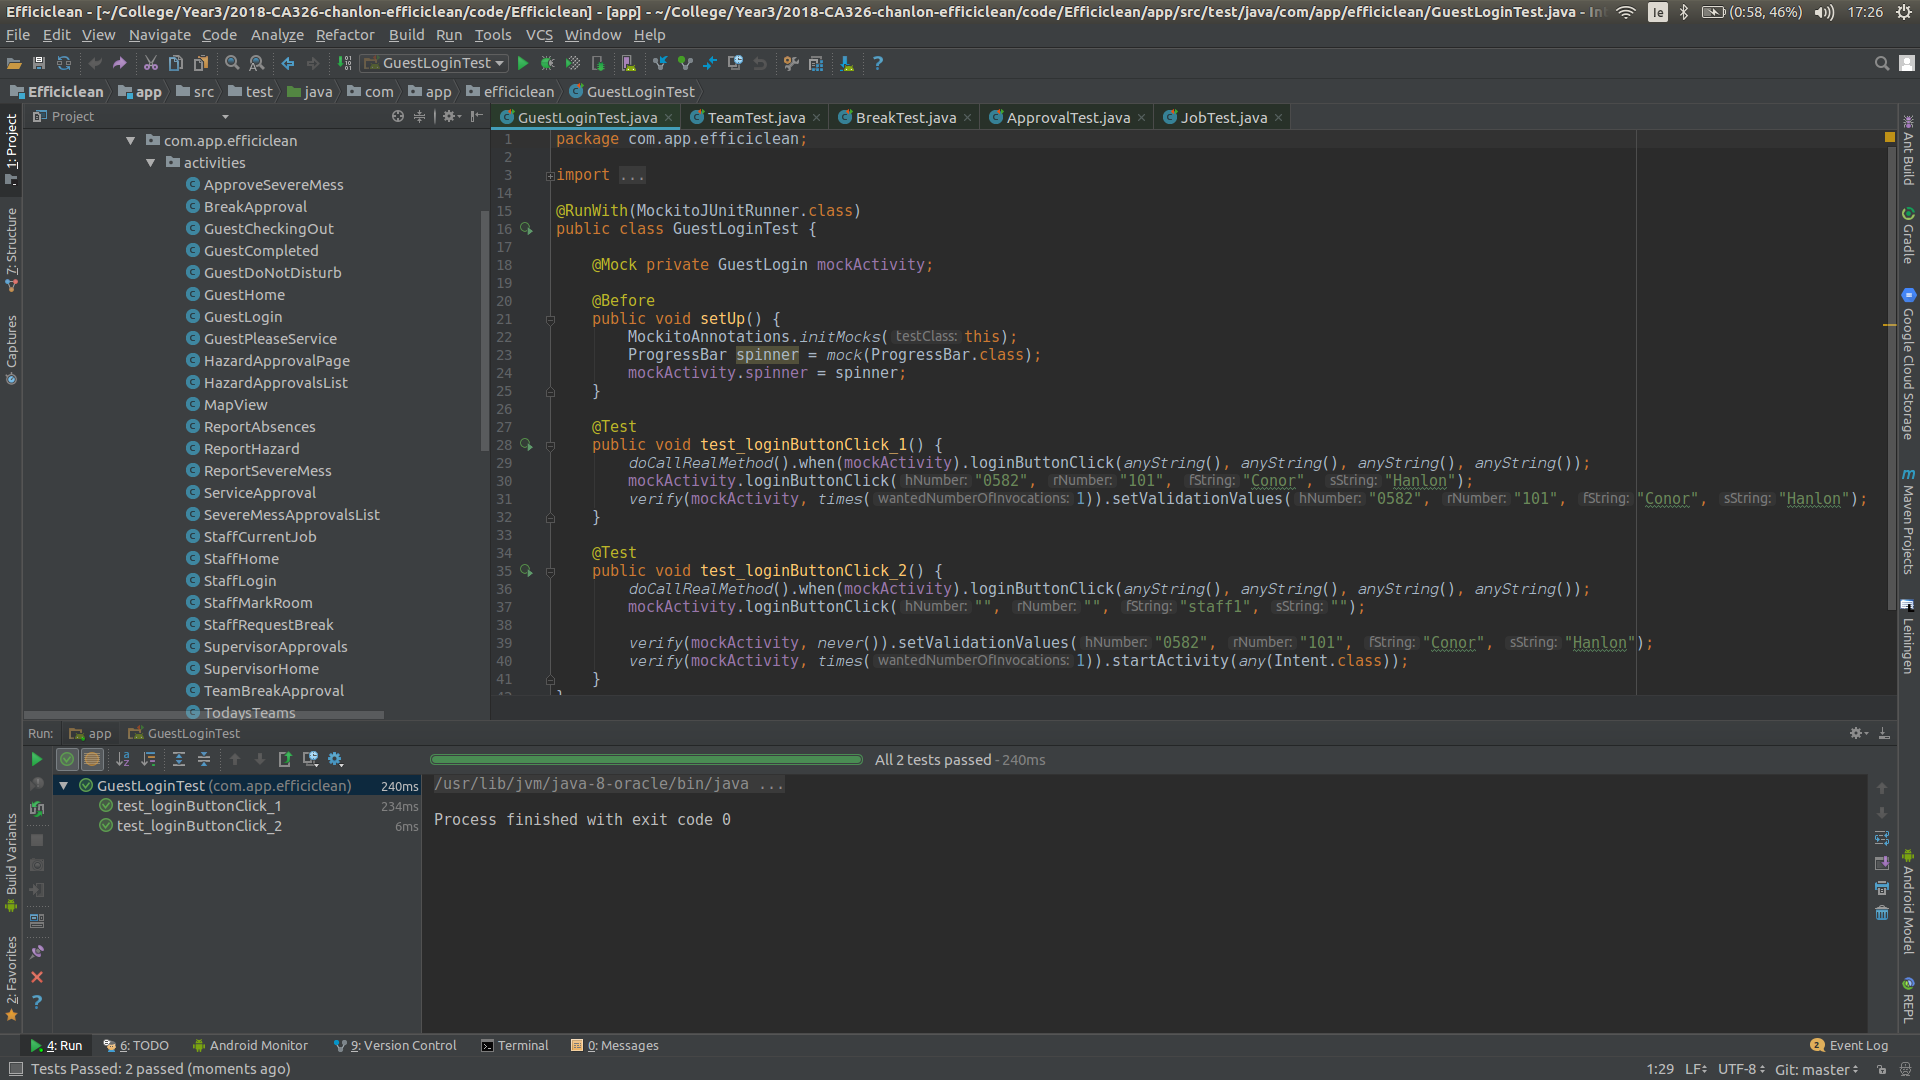 Efficiclean - [~/College/Year3/2018-CA326-chanlon-efficiclean/code/Efficiclean] - [app] - ~/College/Year3/2018-CA326-chanlon-efficiclean/code/Efficiclean/app/src/test/java/com/app/efficiclean/GuestLoginTest.java - Int
Ie (0:58, 46%) 17:26
File Edit View Navigate Code Analyze Refactor Build Run Tools VCS Window Help
GuestLoginTest
Efficiclean app src test java com app efficiclean GuestLoginTest
Project
GuestLoginTest.java TeamTest.java BreakTest.java ApprovalTest.java JobTest.java
com.app.efficiclean
activities
ApproveSevereMess
BreakApproval
GuestCheckingOut
GuestCompleted
GuestDoNotDisturb
GuestHome
GuestLogin
GuestPleaseService
HazardApprovalPage
HazardApprovalsList
MapView
ReportAbsences
ReportHazard
ReportSevereMess
ServiceApproval
SevereMessApprovalsList
StaffCurrentJob
StaffHome
StaffLogin
StaffMarkRoom
StaffRequestBreak
SupervisorApprovals
SupervisorHome
TeamBreakApproval
TodaysTeams
1 package com.app.efficiclean;
2
3 import ...
14
15 @RunWith(MockitoJUnitRunner.class)
16 public class GuestLoginTest {
17
18 @Mock private GuestLogin mockActivity;
19
20 @Before
21 public void setUp() {
22 MockitoAnnotations.initMocks( testClass: this);
23 ProgressBar spinner = mock(ProgressBar.class);
24 mockActivity.spinner = spinner;
25 }
26
27 @Test
28 public void test_loginButtonClick_1() {
29 doCallRealMethod().when(mockActivity).loginButtonClick(anyString(), anyString(), anyString(), anyString());
30 mockActivity.loginButtonClick( hNumber: "0582", rNumber: "101", fString: "Conor", sString: "Hanlon");
31 verify(mockActivity, times( wantedNumberOfInvocations: 1)).setValidationValues( hNumber: "0582", rNumber: "101", fString: "Conor", sString: "Hanlon");
32 }
33
34 @Test
35 public void test_loginButtonClick_2() {
36 doCallRealMethod().when(mockActivity).loginButtonClick(anyString(), anyString(), anyString(), anyString());
37 mockActivity.loginButtonClick( hNumber: "", rNumber: "", fString: "staff1", sString: "");
38
39 verify(mockActivity, never()).setValidationValues( hNumber: "0582", rNumber: "101", fString: "Conor", sString: "Hanlon");
40 verify(mockActivity, times( wantedNumberOfInvocations: 1)).startActivity(any(Intent.class));
41 }
1: Project
7: Structure
Captures
Build Variants
2: Favorites
Ant Build
Gradle
Google Cloud Storage
Maven Projects
Leiningen
Android Model
REPL
Run: app GuestLoginTest
All 2 tests passed - 240ms
GuestLoginTest (com.app.efficiclean) 240ms
test_loginButtonClick_1 234ms
test_loginButtonClick_2 6ms
/usr/lib/jvm/java-8-oracle/bin/java ...
Process finished with exit code 0
4: Run 6: TODO Android Monitor 9: Version Control Terminal 0: Messages 2 Event Log
Tests Passed: 2 passed (moments ago) 1:29 LF UTF-8 Git: master